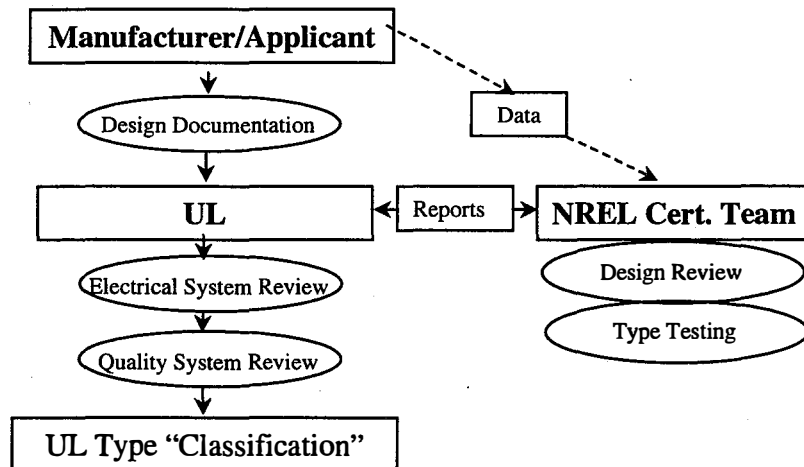 Manufacturer/Applicant
Design Documentation
Data
UL
Reports
NREL Cert. Team
Electrical System Review
Design Review
Quality System Review
Type Testing
UL Type “Classification”